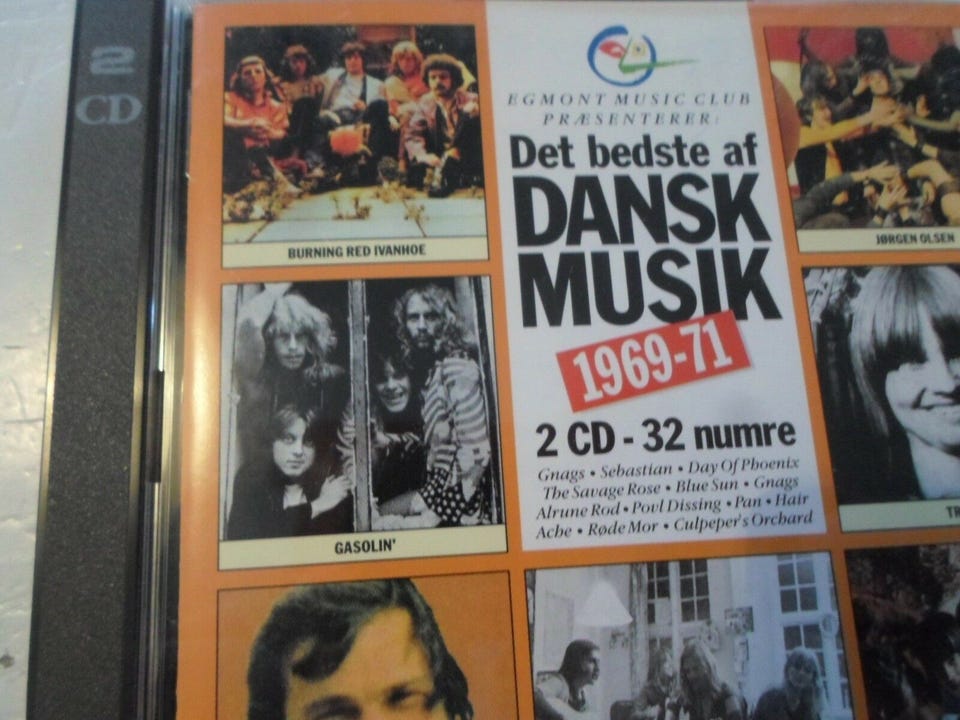 2
CD
EGMONT MUSIC CLUB
PRÆSENTERER:
Det bedste af
DANSK
MUSIK
1969-71
2 CD - 32 numre
Gnags • Sebastian • Day Of Phoenix
The Savage Rose • Blue Sun • Gnags
Alrune Rod • Povl Dissing • Pan • Hair
Ache • Røde Mor • Culpeper's Orchard
BURNING RED IVANHOE
JØRGEN OLSEN
GASOLIN'
TR